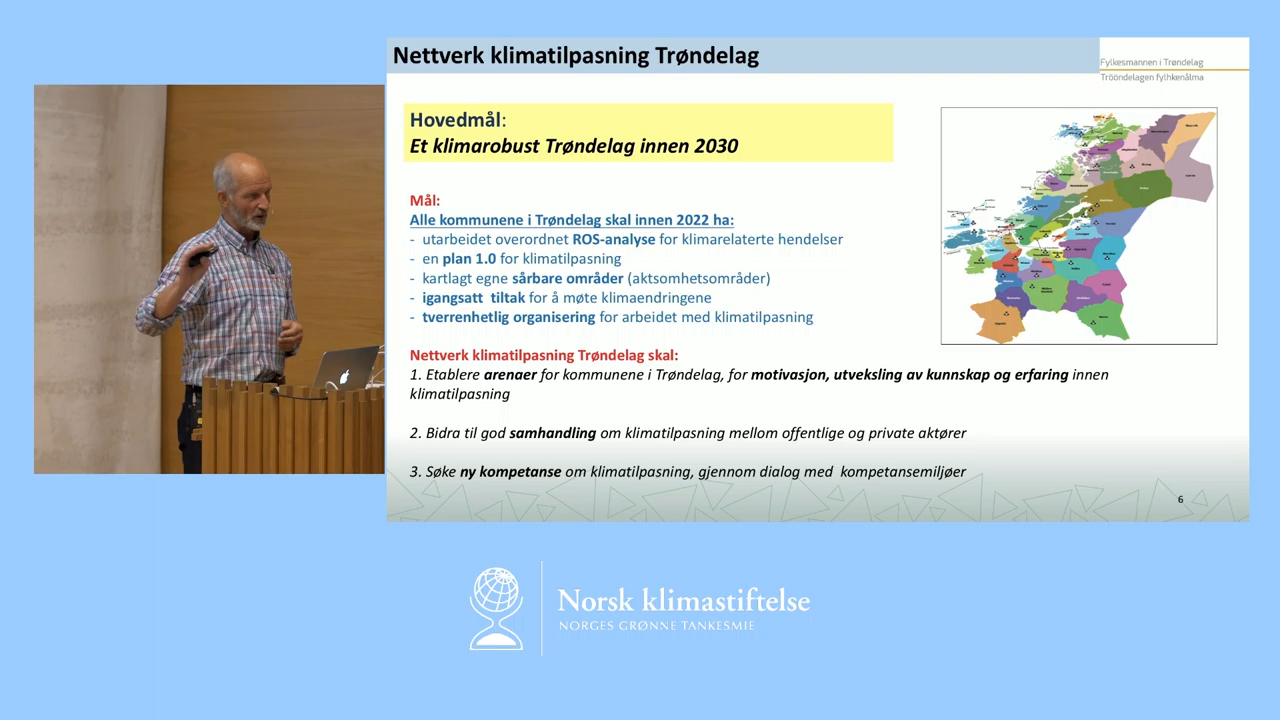 Nettverk klimatilpasning Trøndelag
Fylkesmannen i Trøndelag
Trööndelagen fylhkenålma
Hovedmål:
Et klimarobust Trøndelag innen 2030
Mål:
Alle kommunene i Trøndelag skal innen 2022 ha:
- utarbeidet overordnet ROS-analyse for klimarelaterte hendelser
- en plan 1.0 for klimatilpasning
- kartlagt egne sårbare områder (aktsomhetsområder)
- igangsatt tiltak for å møte klimaendringene
- tverrenhetlig organisering for arbeidet med klimatilpasning
Nettverk klimatilpasning Trøndelag skal:
1. Etablere arenaer for kommunene i Trøndelag, for motivasjon, utveksling av kunnskap og erfaring innen
klimatilpasning
2. Bidra til god samhandling om klimatilpasning mellom offentlige og private aktører
3. Søke ny kompetanse om klimatilpasning, gjennom dialog med kompetansemiljøer
6
Norsk klimastiftelse
NORGES GRØNNE TANKESMIE